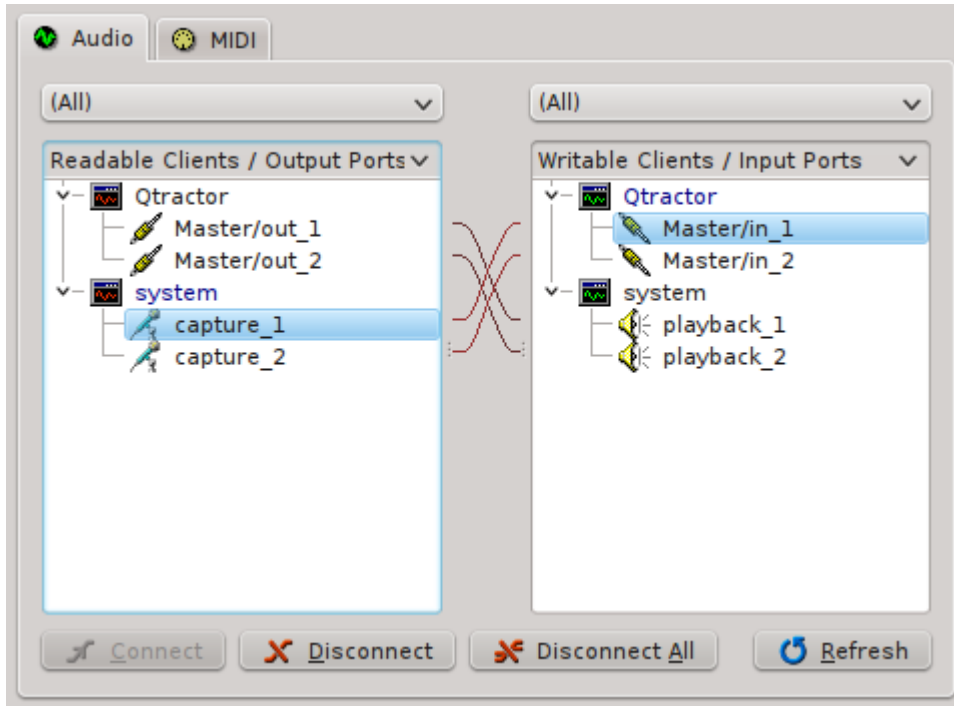 Audio MIDI
(All) (All)
Readable Clients / Output Ports
Qtractor
Master/out_1
Master/out_2
system
capture_1
capture_2
Writable Clients / Input Ports
Qtractor
Master/in_1
Master/in_2
system
playback_1
playback_2
Connect Disconnect Disconnect All Refresh